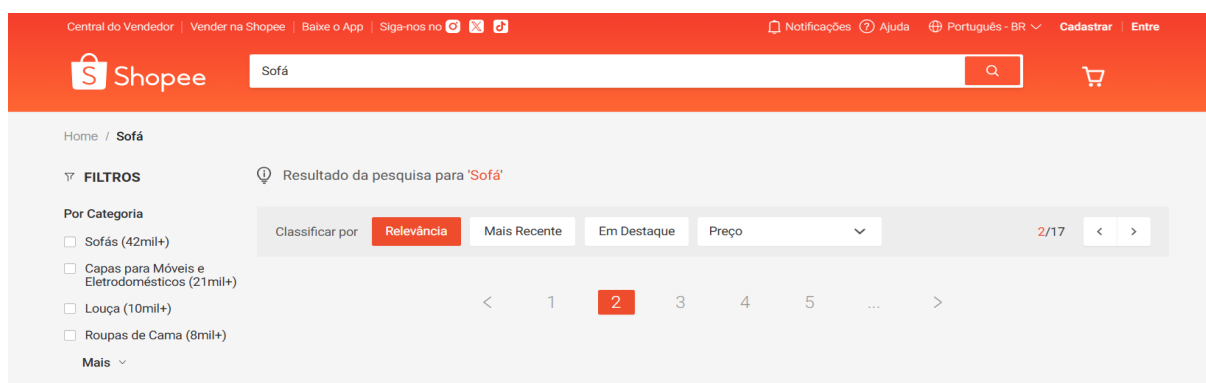 Central do Vendedor | Vender na Shopee | Baixe o App | Siga-nos no
Notificações ? Ajuda Português - BR Cadastrar | Entre
S Shopee
Sofá
Home / Sofá
FILTROS
Resultado da pesquisa para 'Sofá'
Por Categoria
Classificar por Relevância Mais Recente Em Destaque Preço 2/17 < >
Sofás (42mil+)
Capas para Móveis e
Eletrodomésticos (21mil+)
< 1 2 3 4 5 ... >
Louça (10mil+)
Roupas de Cama (8mil+)
Mais